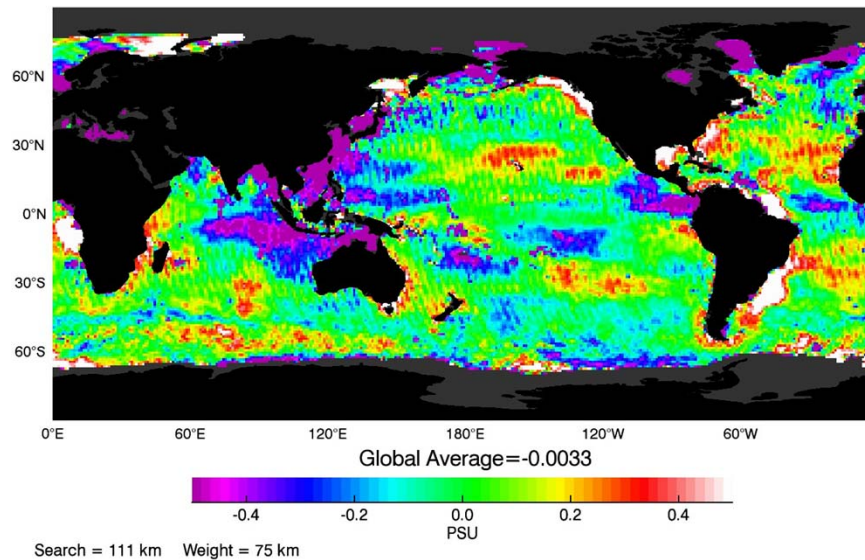 60°N
30°N
0°N
30°S
60°S
0°E 60°E 120°E 180°E 120°W 60°W
Global Average=-0.0033
-0.4 -0.2 0.0 0.2 0.4
PSU
Search = 111 km Weight = 75 km